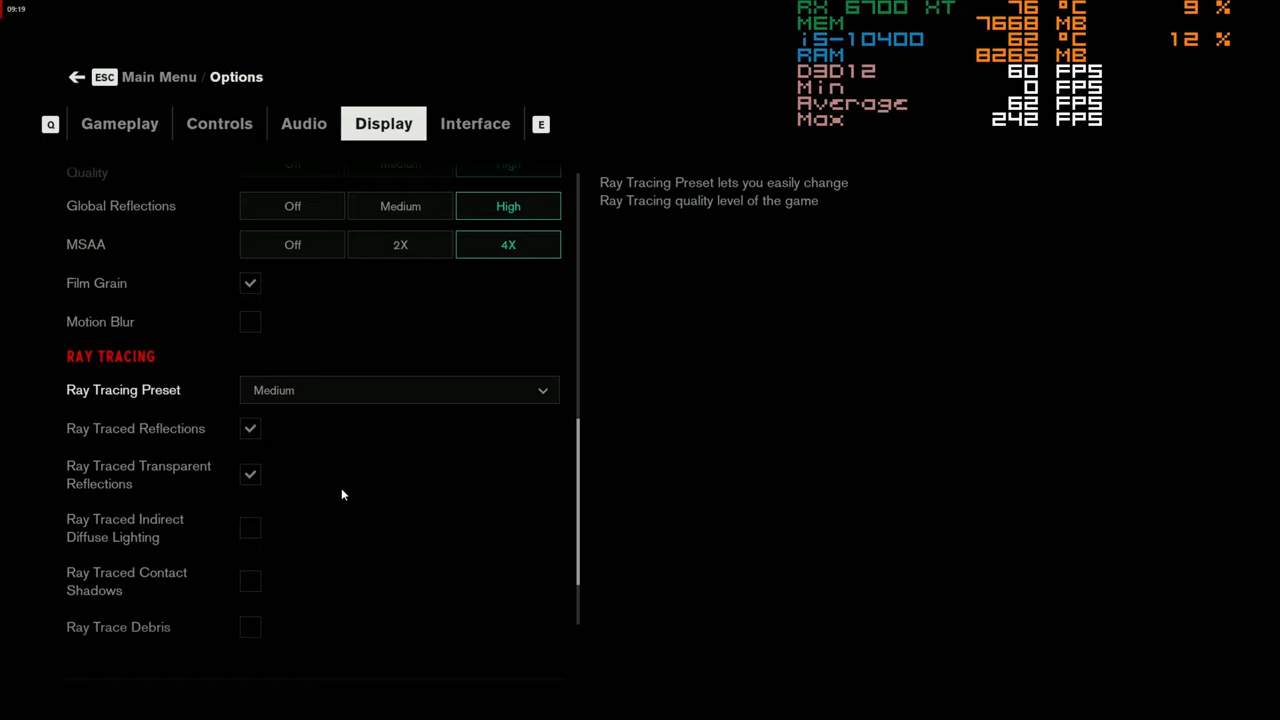 09:19
RX 6700 XT 76 °C 9 %
MEM 7668 MB
i5-10400 62 °C 12 %
RAM 8265 MB
D3D12 60 FPS
Min 0 FPS
Average 62 FPS
Max 242 FPS
ESC Main Menu / Options
Q Gameplay Controls Audio Display Interface E
Quality Off Medium High
Global Reflections Off Medium High
MSAA Off 2X 4X
Film Grain
Motion Blur
RAY TRACING
Ray Tracing Preset Medium
Ray Traced Reflections
Ray Traced Transparent
Reflections
Ray Traced Indirect
Diffuse Lighting
Ray Traced Contact
Shadows
Ray Trace Debris
Ray Tracing Preset lets you easily change
Ray Tracing quality level of the game